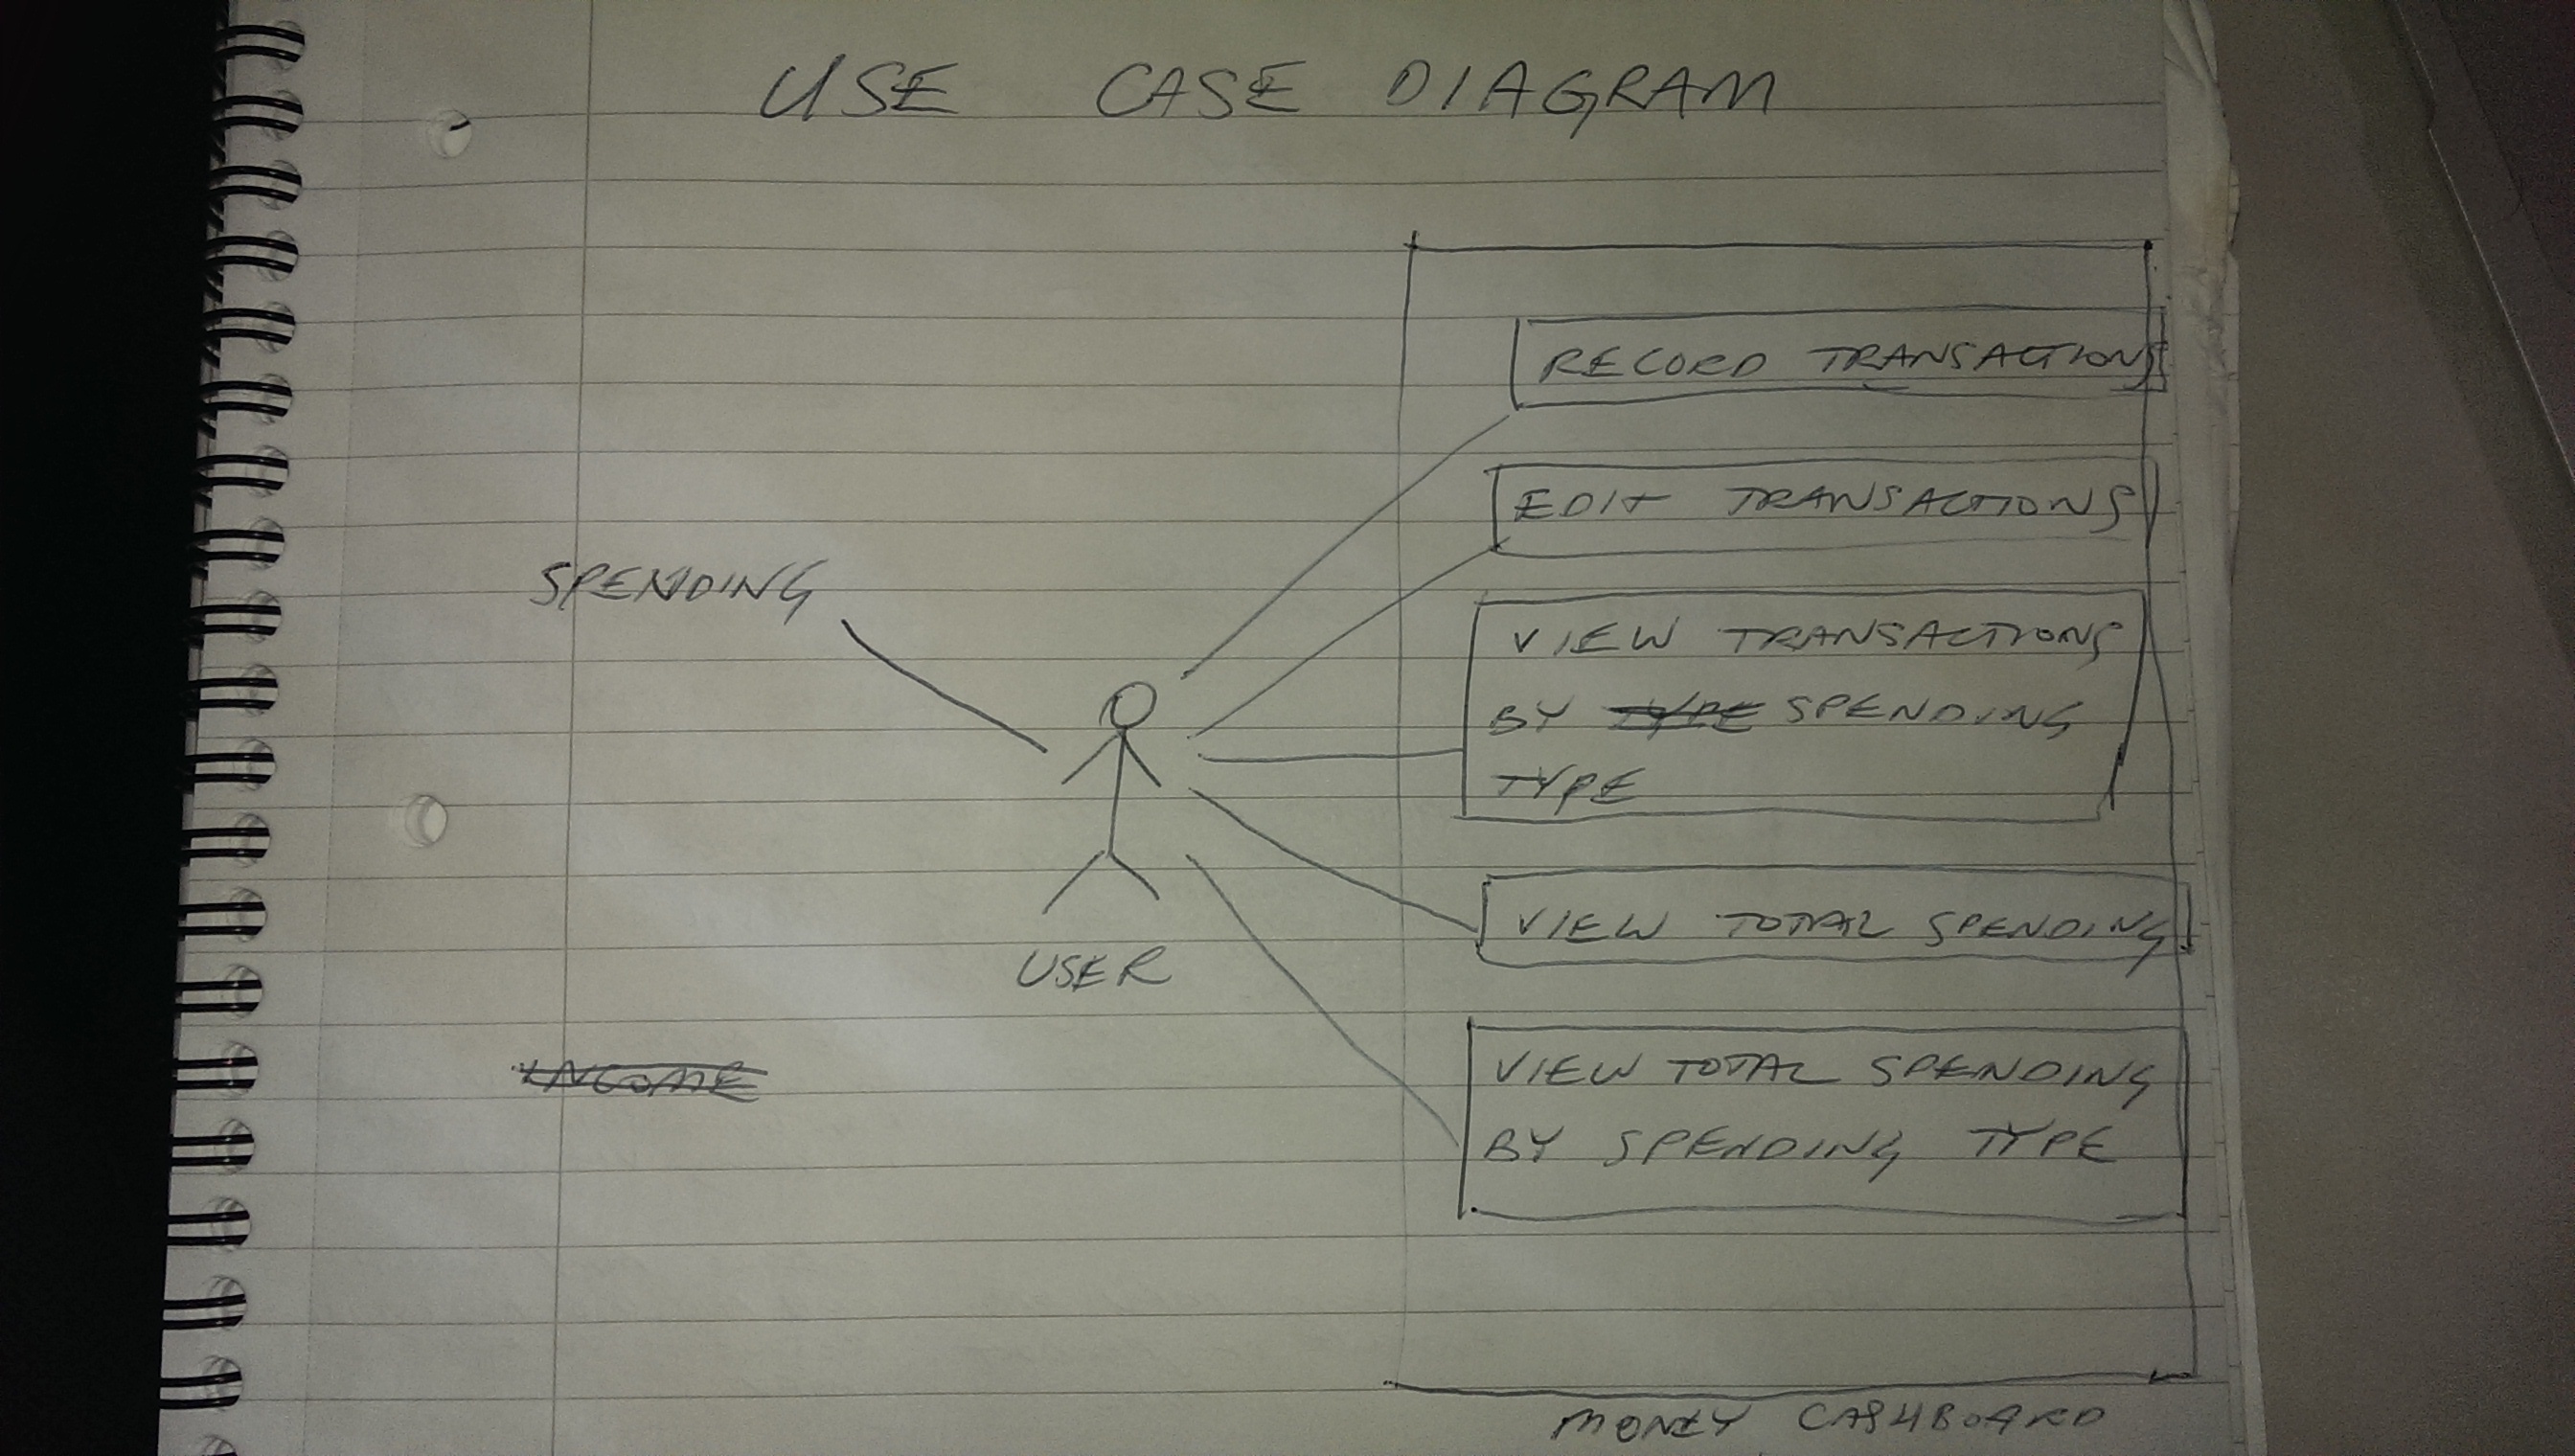 USE CASE DIAGRAM
RECORD TRANSACTIONS
EDIT TRANSACTIONS
SPENDING
VIEW TRANSACTIONS
BY TYPE SPENDING
TYPE
VIEW TOTAL SPENDING
USER
VIEW TOTAL SPENDING
BY SPENDING TYPE
INCOME
MONEY CASHBOARD